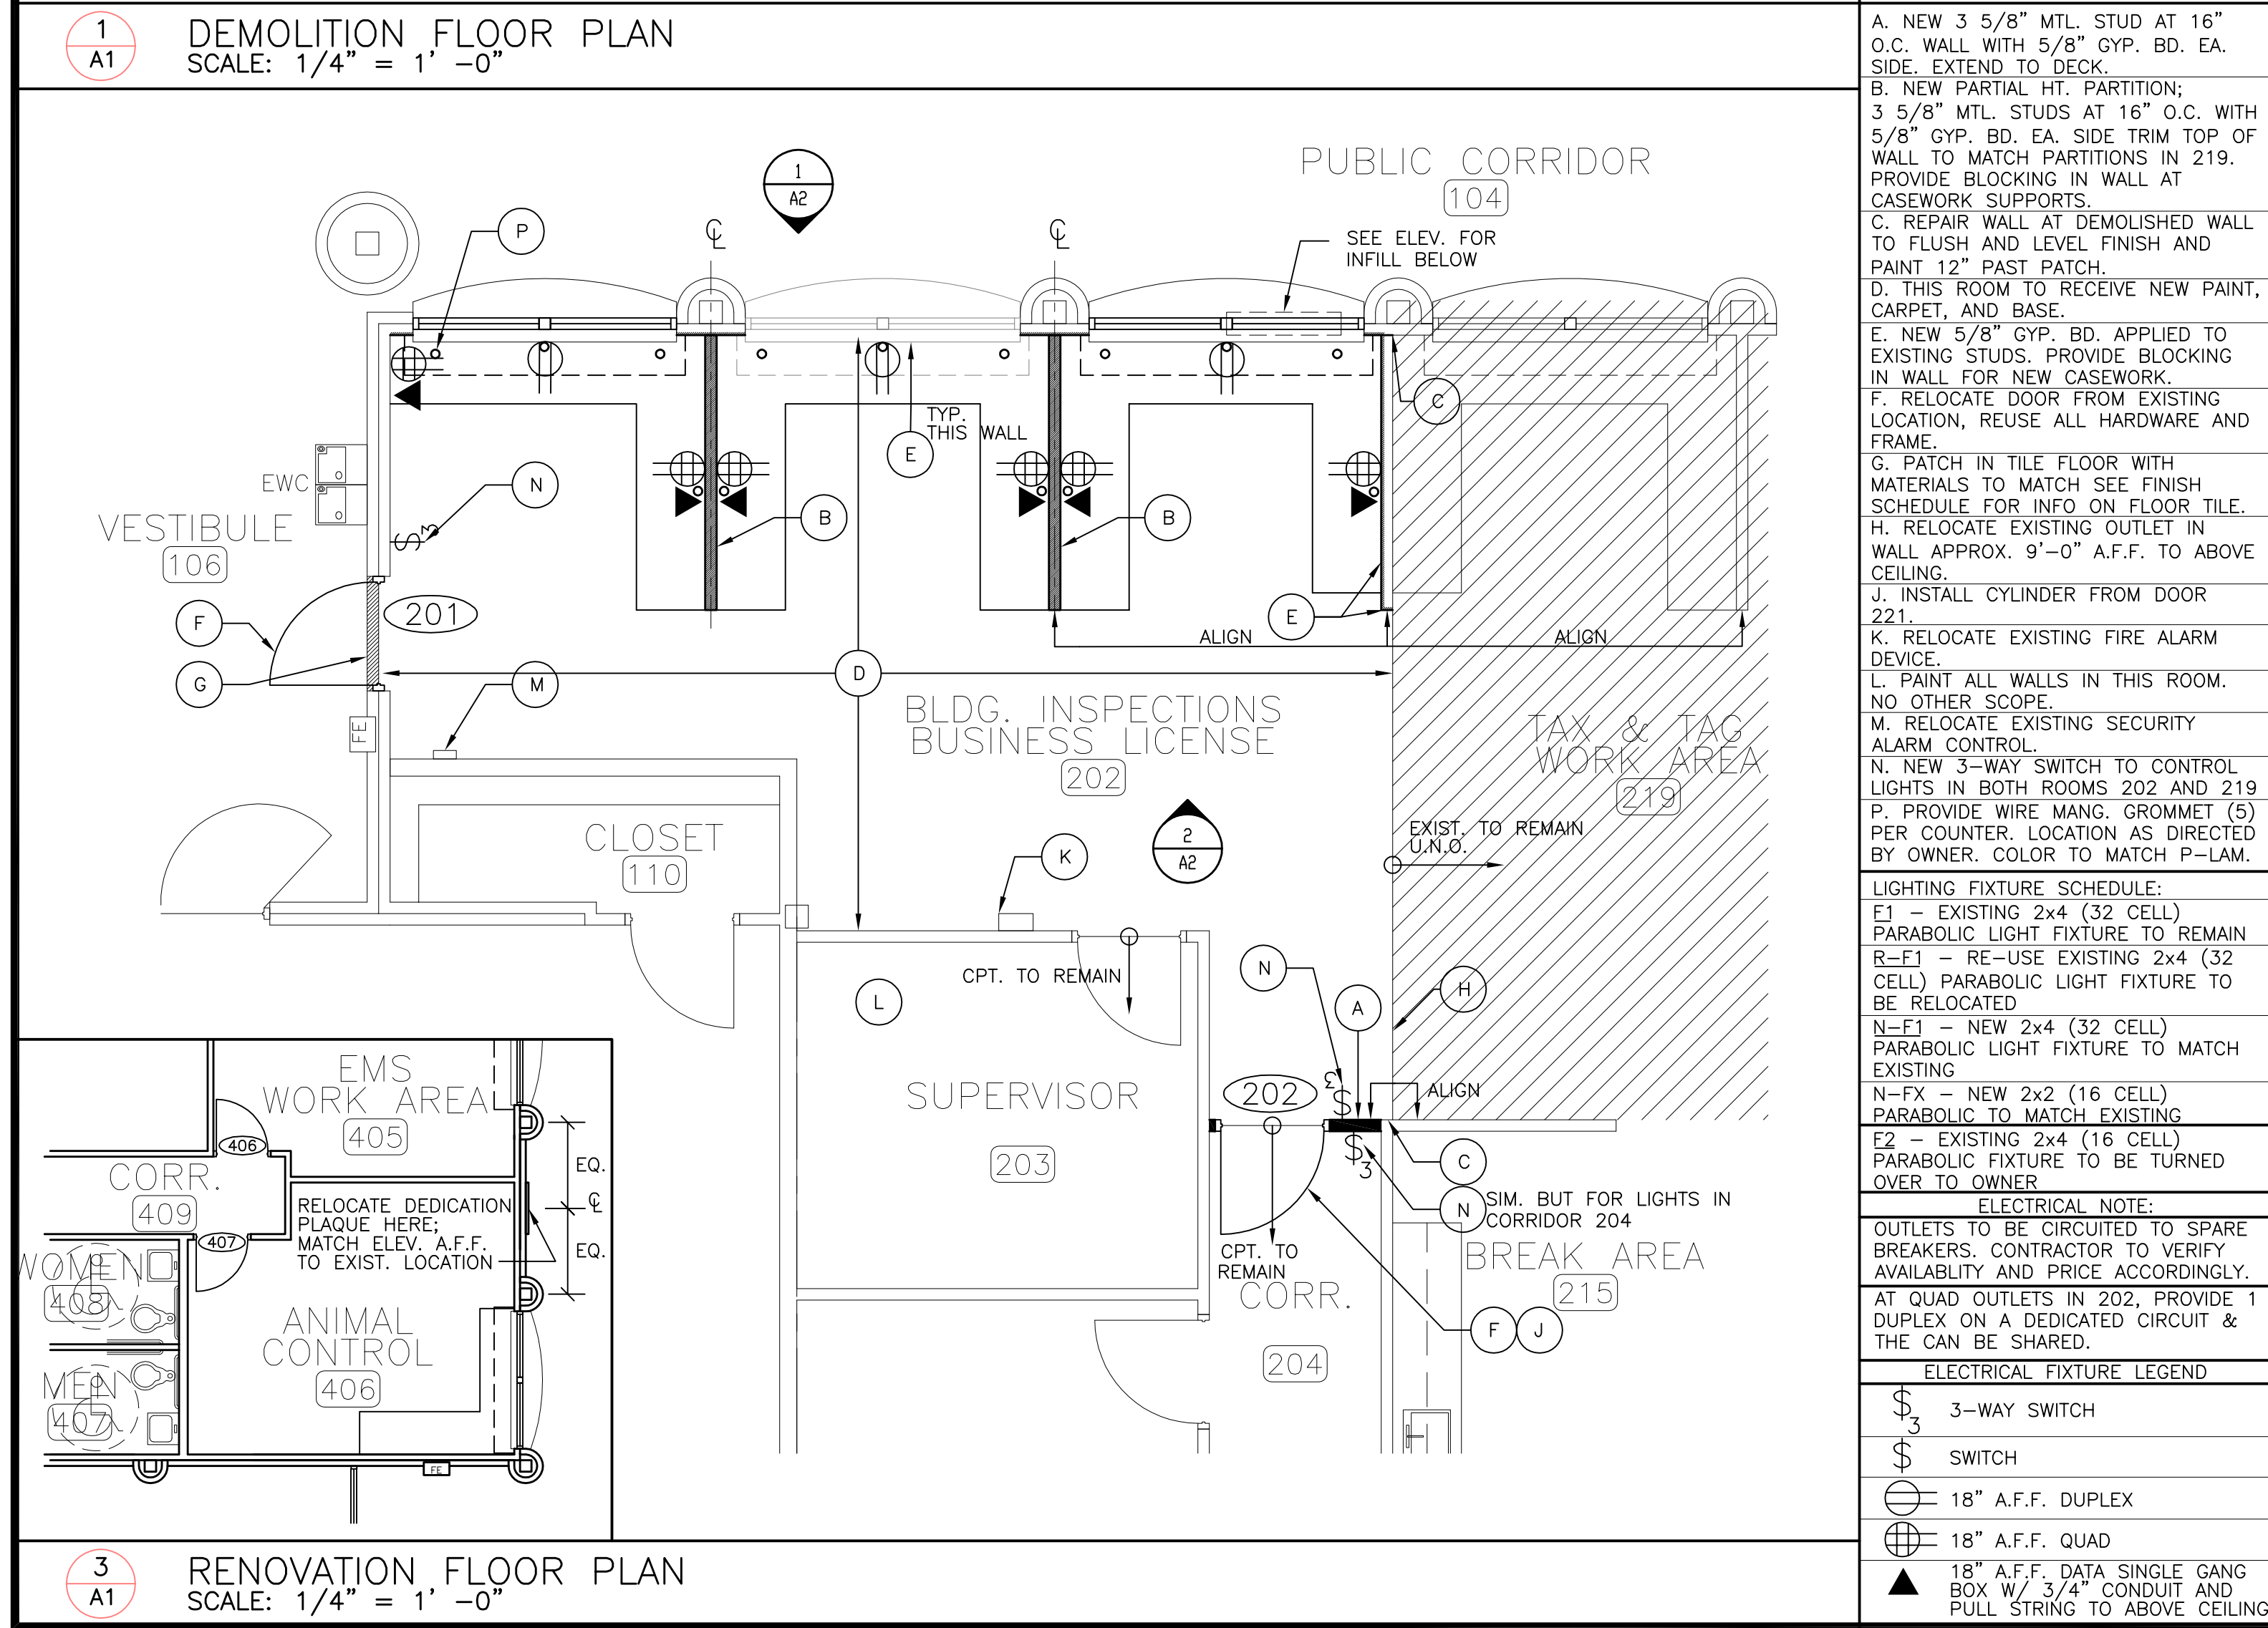 1
A1
DEMOLITION FLOOR PLAN
SCALE: 1/4" = 1' -0"
1
A2
PUBLIC CORRIDOR
104
P
℄
℄
SEE ELEV. FOR
INFILL BELOW
C
TYP.
THIS WALL
E
EWC
N
$3
B
B
VESTIBULE
106
F
201
E
ALIGN
ALIGN
G
M
D
BLDG. INSPECTIONS
BUSINESS LICENSE
202
TAX & TAG
WORK AREA
219
FE
CLOSET
110
2
A2
EXIST. TO REMAIN
U.N.O.
K
CPT. TO REMAIN
L
N
A
H
SUPERVISOR
203
202
$3
ALIGN
$3
C
N
SIM. BUT FOR LIGHTS IN
CORRIDOR 204
CPT. TO
REMAIN
CORR.
204
BREAK AREA
215
F
J
EMS
WORK AREA
405
406
CORR.
409
407
RELOCATE DEDICATION
PLAQUE HERE;
MATCH ELEV. A.F.F.
TO EXIST. LOCATION
EQ.
℄
EQ.
WOMEN
408
MEN
407
ANIMAL
CONTROL
406
FE
3
A1
RENOVATION FLOOR PLAN
SCALE: 1/4" = 1' -0"
A. NEW 3 5/8" MTL. STUD AT 16"
O.C. WALL WITH 5/8" GYP. BD. EA.
SIDE. EXTEND TO DECK.
B. NEW PARTIAL HT. PARTITION;
3 5/8" MTL. STUDS AT 16" O.C. WITH
5/8" GYP. BD. EA. SIDE TRIM TOP OF
WALL TO MATCH PARTITIONS IN 219.
PROVIDE BLOCKING IN WALL AT
CASEWORK SUPPORTS.
C. REPAIR WALL AT DEMOLISHED WALL
TO FLUSH AND LEVEL FINISH AND
PAINT 12" PAST PATCH.
D. THIS ROOM TO RECEIVE NEW PAINT,
CARPET, AND BASE.
E. NEW 5/8" GYP. BD. APPLIED TO
EXISTING STUDS. PROVIDE BLOCKING
IN WALL FOR NEW CASEWORK.
F. RELOCATE DOOR FROM EXISTING
LOCATION, REUSE ALL HARDWARE AND
FRAME.
G. PATCH IN TILE FLOOR WITH
MATERIALS TO MATCH SEE FINISH
SCHEDULE FOR INFO ON FLOOR TILE.
H. RELOCATE EXISTING OUTLET IN
WALL APPROX. 9'-0" A.F.F. TO ABOVE
CEILING.
J. INSTALL CYLINDER FROM DOOR
221.
K. RELOCATE EXISTING FIRE ALARM
DEVICE.
L. PAINT ALL WALLS IN THIS ROOM.
NO OTHER SCOPE.
M. RELOCATE EXISTING SECURITY
ALARM CONTROL.
N. NEW 3-WAY SWITCH TO CONTROL
LIGHTS IN BOTH ROOMS 202 AND 219
P. PROVIDE WIRE MANG. GROMMET (5)
PER COUNTER. LOCATION AS DIRECTED
BY OWNER. COLOR TO MATCH P-LAM.
LIGHTING FIXTURE SCHEDULE:
F1 - EXISTING 2x4 (32 CELL)
PARABOLIC LIGHT FIXTURE TO REMAIN
R-F1 - RE-USE EXISTING 2x4 (32
CELL) PARABOLIC LIGHT FIXTURE TO
BE RELOCATED
N-F1 - NEW 2x4 (32 CELL)
PARABOLIC LIGHT FIXTURE TO MATCH
EXISTING
N-FX - NEW 2x2 (16 CELL)
PARABOLIC TO MATCH EXISTING
F2 - EXISTING 2x4 (16 CELL)
PARABOLIC FIXTURE TO BE TURNED
OVER TO OWNER
ELECTRICAL NOTE:
OUTLETS TO BE CIRCUITED TO SPARE
BREAKERS. CONTRACTOR TO VERIFY
AVAILABLITY AND PRICE ACCORDINGLY.
AT QUAD OUTLETS IN 202, PROVIDE 1
DUPLEX ON A DEDICATED CIRCUIT &
THE CAN BE SHARED.
ELECTRICAL FIXTURE LEGEND
$3 3-WAY SWITCH
$ SWITCH
18" A.F.F. DUPLEX
18" A.F.F. QUAD
18" A.F.F. DATA SINGLE GANG
BOX W/ 3/4" CONDUIT AND
PULL STRING TO ABOVE CEILING